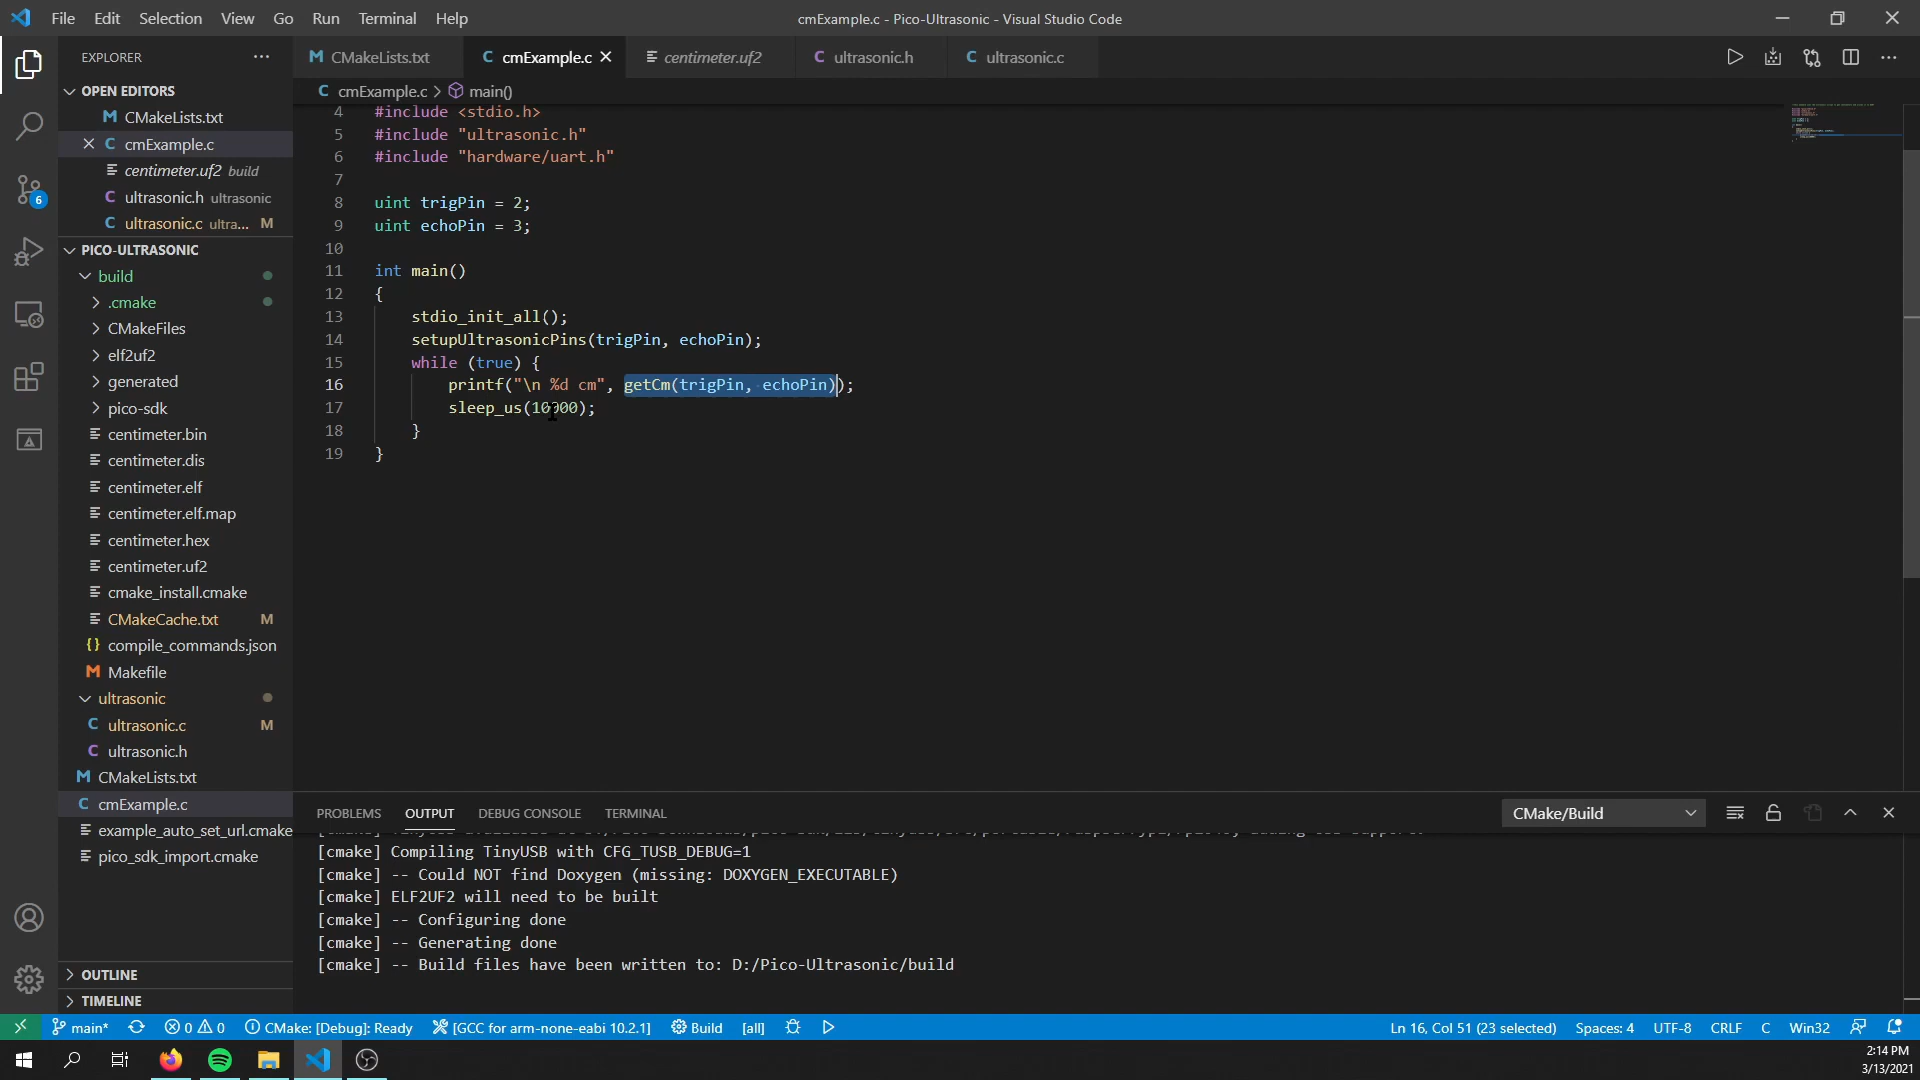 File Edit Selection View Go Run Terminal Help
cmExample.c - Pico-Ultrasonic - Visual Studio Code
EXPLORER
CMakeLists.txt
cmExample.c
centimeter.uf2
ultrasonic.h
ultrasonic.c
OPEN EDITORS
CMakeLists.txt
cmExample.c
centimeter.uf2 build
ultrasonic.h ultrasonic
ultrasonic.c ultra... M
PICO-ULTRASONIC
build
.cmake
CMakeFiles
elf2uf2
generated
pico-sdk
centimeter.bin
centimeter.dis
centimeter.elf
centimeter.elf.map
centimeter.hex
centimeter.uf2
cmake_install.cmake
CMakeCache.txt M
compile_commands.json
Makefile
ultrasonic
ultrasonic.c M
ultrasonic.h
CMakeLists.txt
cmExample.c
example_auto_set_url.cmake
pico_sdk_import.cmake
OUTLINE
TIMELINE
6
cmExample.c > main()
4 #include <stdio.h>
5 #include "ultrasonic.h"
6 #include "hardware/uart.h"
7
8 uint trigPin = 2;
9 uint echoPin = 3;
10
11 int main()
12 {
13 stdio_init_all();
14 setupUltrasonicPins(trigPin, echoPin);
15 while (true) {
16 printf("\n %d cm", getCm(trigPin, echoPin));
17 sleep_us(10000);
18 }
19 }
PROBLEMS OUTPUT DEBUG CONSOLE TERMINAL
CMake/Build
[cmake] Compiling TinyUSB with CFG_TUSB_DEBUG=1
[cmake] -- Could NOT find Doxygen (missing: DOXYGEN_EXECUTABLE)
[cmake] ELF2UF2 will need to be built
[cmake] -- Configuring done
[cmake] -- Generating done
[cmake] -- Build files have been written to: D:/Pico-Ultrasonic/build
main* 0 0 CMake: [Debug]: Ready [GCC for arm-none-eabi 10.2.1] Build [all]
Ln 16, Col 51 (23 selected) Spaces: 4 UTF-8 CRLF C Win32
2:14 PM
3/13/2021